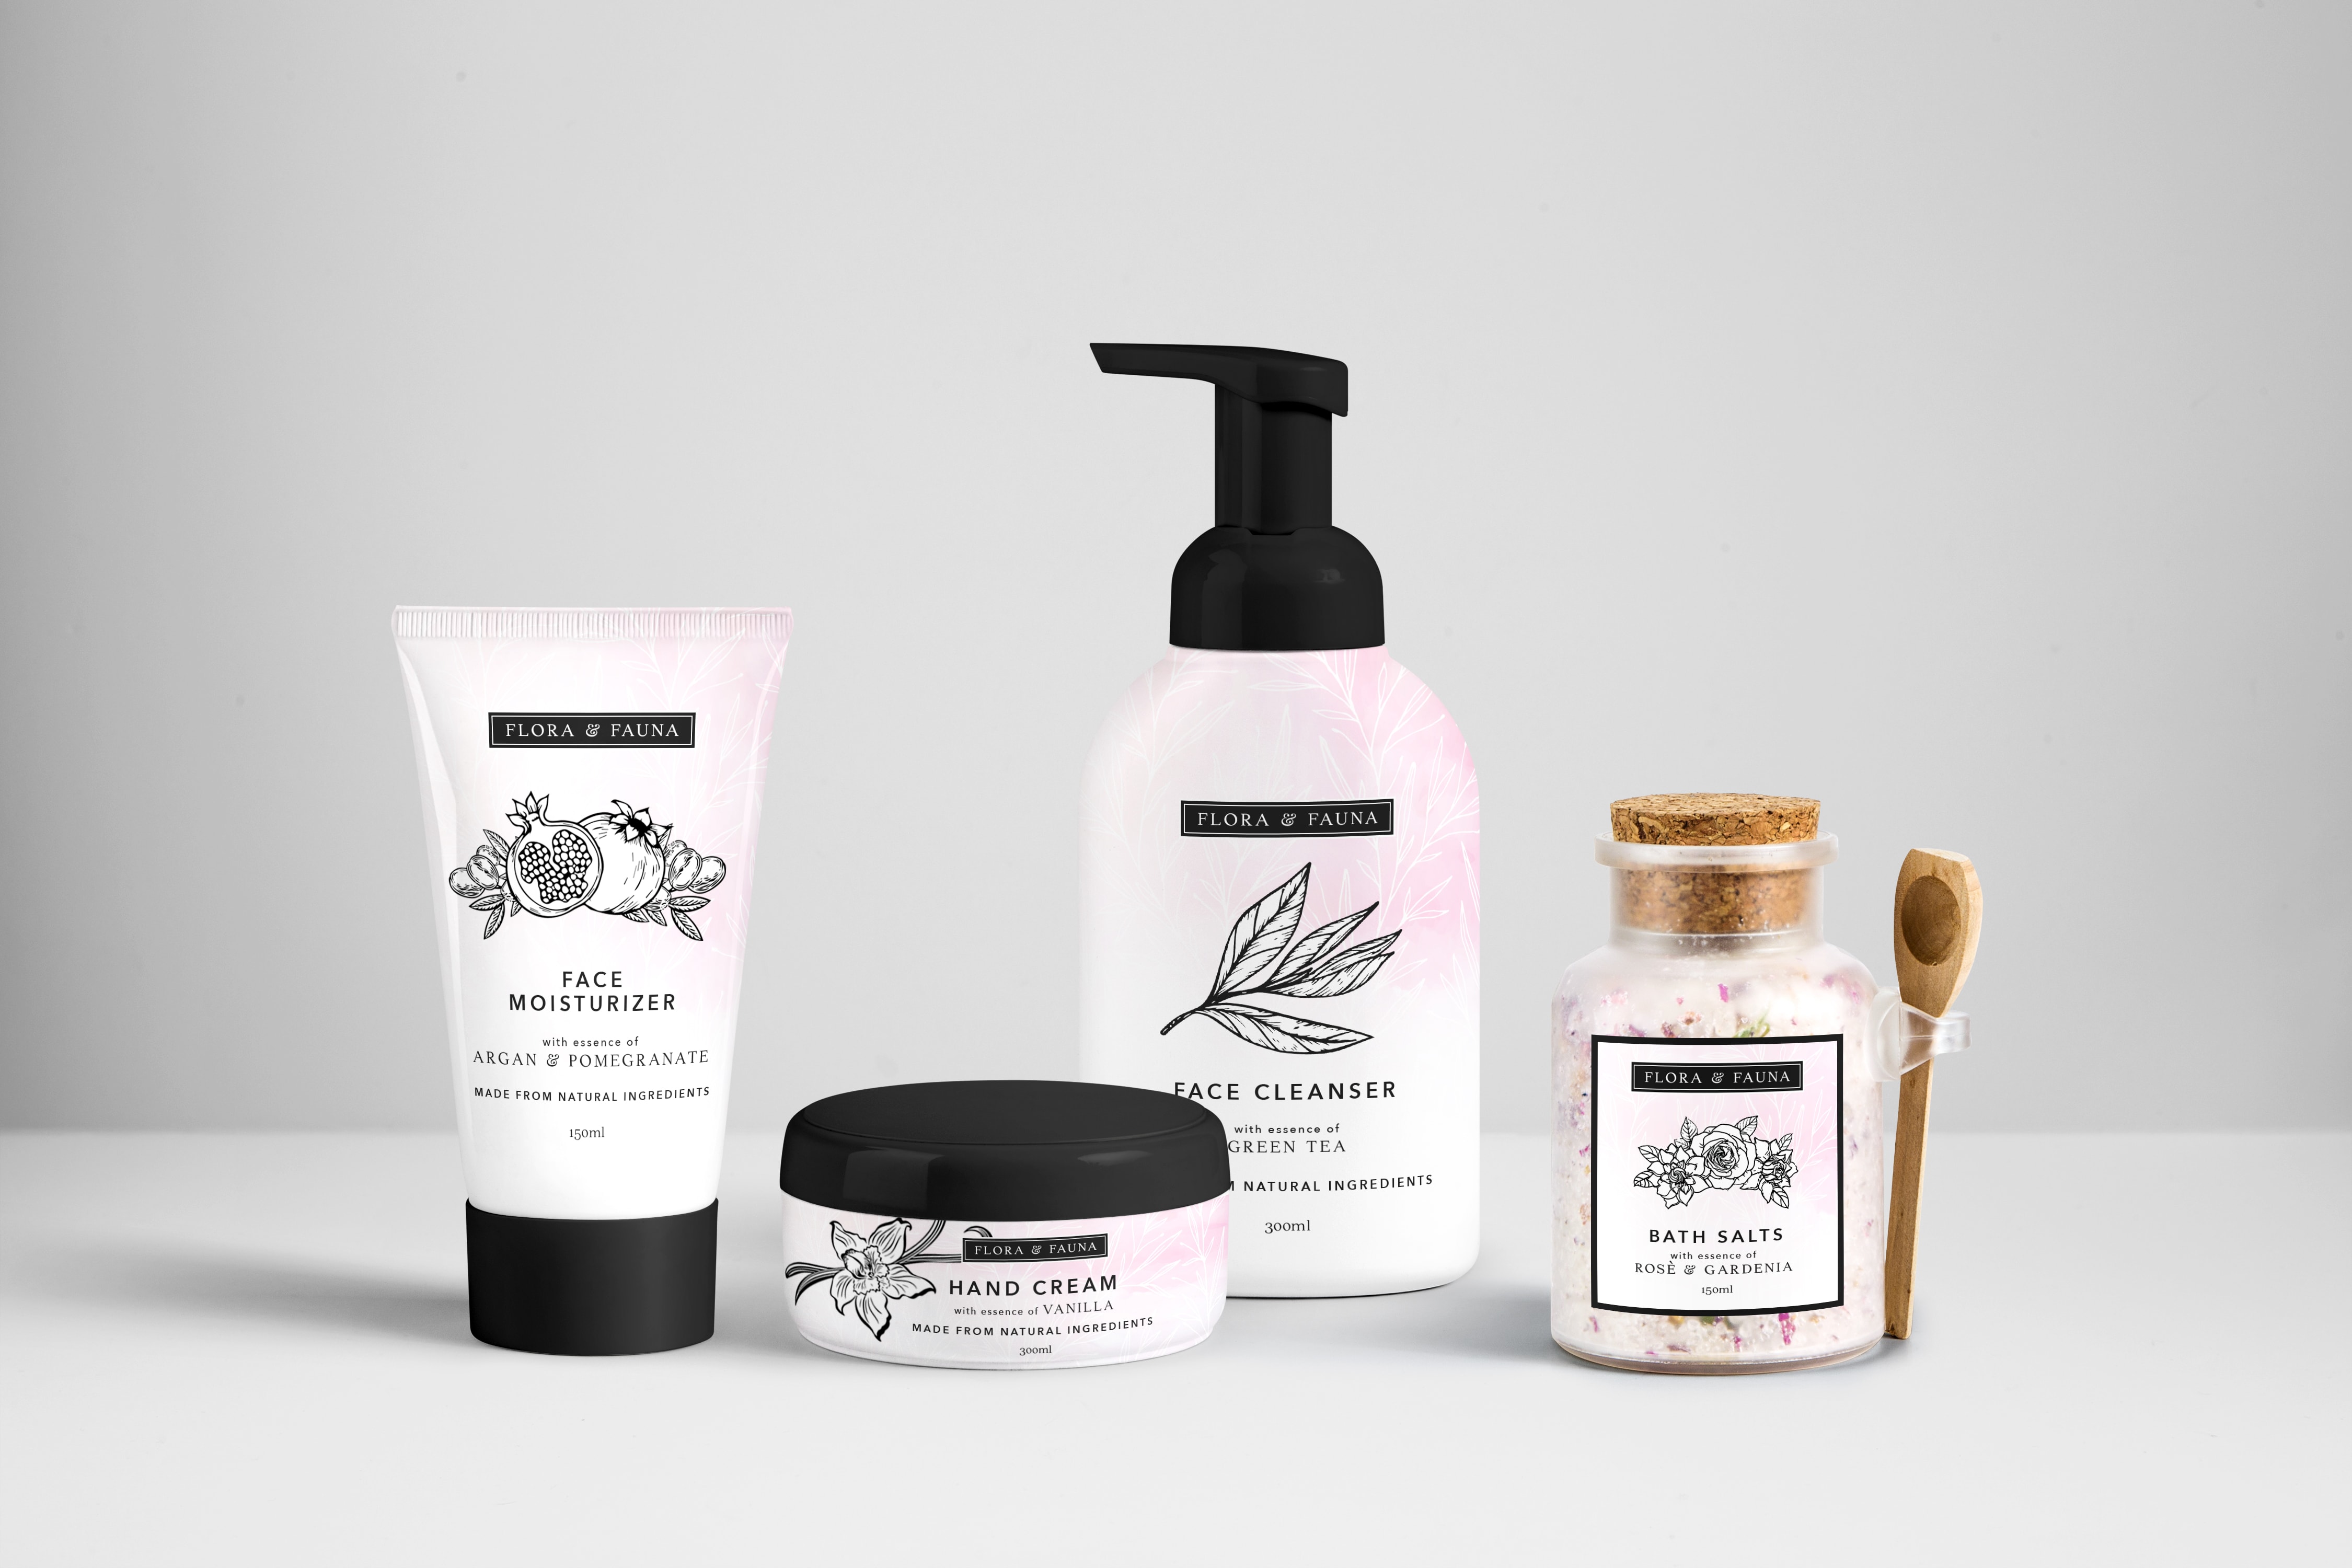 FLORA & FAUNA
FACE
MOISTURIZER
with essence of
ARGAN & POMEGRANATE
MADE FROM NATURAL INGREDIENTS
150ml
FLORA & FAUNA
HAND CREAM
with essence of VANILLA
MADE FROM NATURAL INGREDIENTS
300ml
FLORA & FAUNA
FACE CLEANSER
with essence of
GREEN TEA
NATURAL INGREDIENTS
300ml
FLORA & FAUNA
BATH SALTS
with essence of
ROSÈ & GARDENIA
150ml